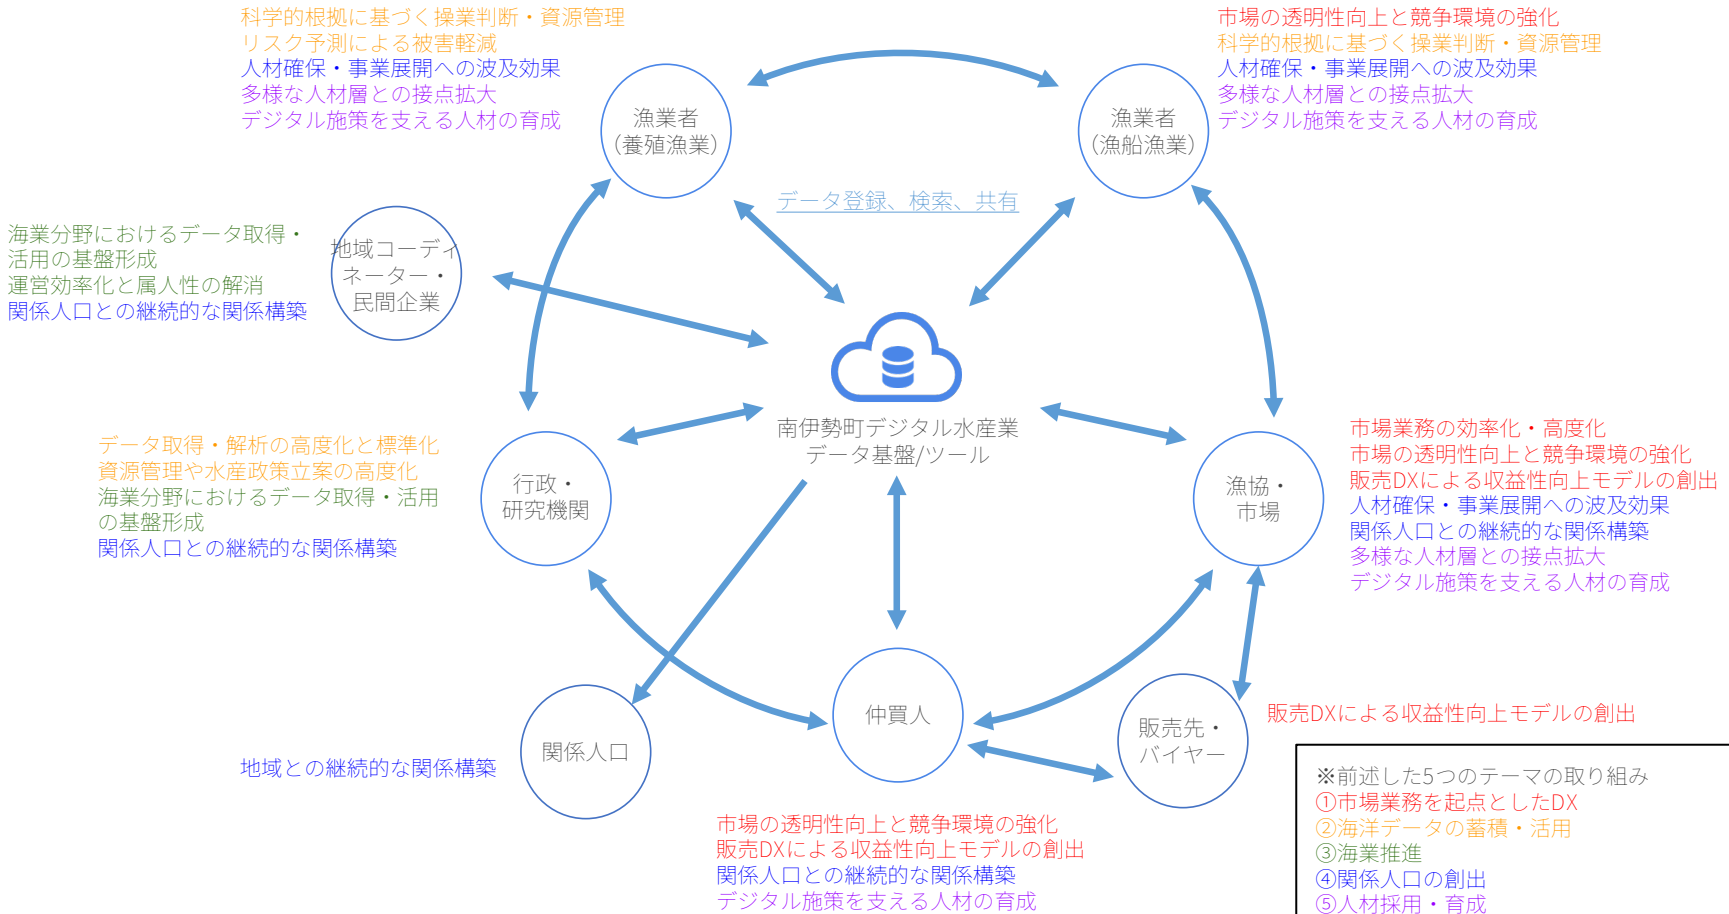 科学的根拠に基づく操業判断・資源管理
リスク予測による被害軽減
人材確保・事業展開への波及効果
多様な人材層との接点拡大
デジタル施策を支える人材の育成
漁業者
（養殖漁業）
漁業者
（漁船漁業）
市場の透明性向上と競争環境の強化
科学的根拠に基づく操業判断・資源管理
人材確保・事業展開への波及効果
多様な人材層との接点拡大
デジタル施策を支える人材の育成
データ登録、検索、共有
海業分野におけるデータ取得・
活用の基盤形成
運営効率化と属人性の解消
関係人口との継続的な関係構築
地域コーディ
ネーター・
民間企業
南伊勢町デジタル水産業
データ基盤/ツール
データ取得・解析の高度化と標準化
資源管理や水産政策立案の高度化
海業分野におけるデータ取得・活用
の基盤形成
関係人口との継続的な関係構築
行政・
研究機関
漁協・
市場
市場業務の効率化・高度化
市場の透明性向上と競争環境の強化
販売DXによる収益性向上モデルの創出
人材確保・事業展開への波及効果
関係人口との継続的な関係構築
多様な人材層との接点拡大
デジタル施策を支える人材の育成
地域との継続的な関係構築
関係人口
仲買人
販売先・
バイヤー
販売DXによる収益性向上モデルの創出
市場の透明性向上と競争環境の強化
販売DXによる収益性向上モデルの創出
関係人口との継続的な関係構築
デジタル施策を支える人材の育成
※前述した5つのテーマの取り組み
①市場業務を起点としたDX
②海洋データの蓄積・活用
③海業推進
④関係人口の創出
⑤人材採用・育成